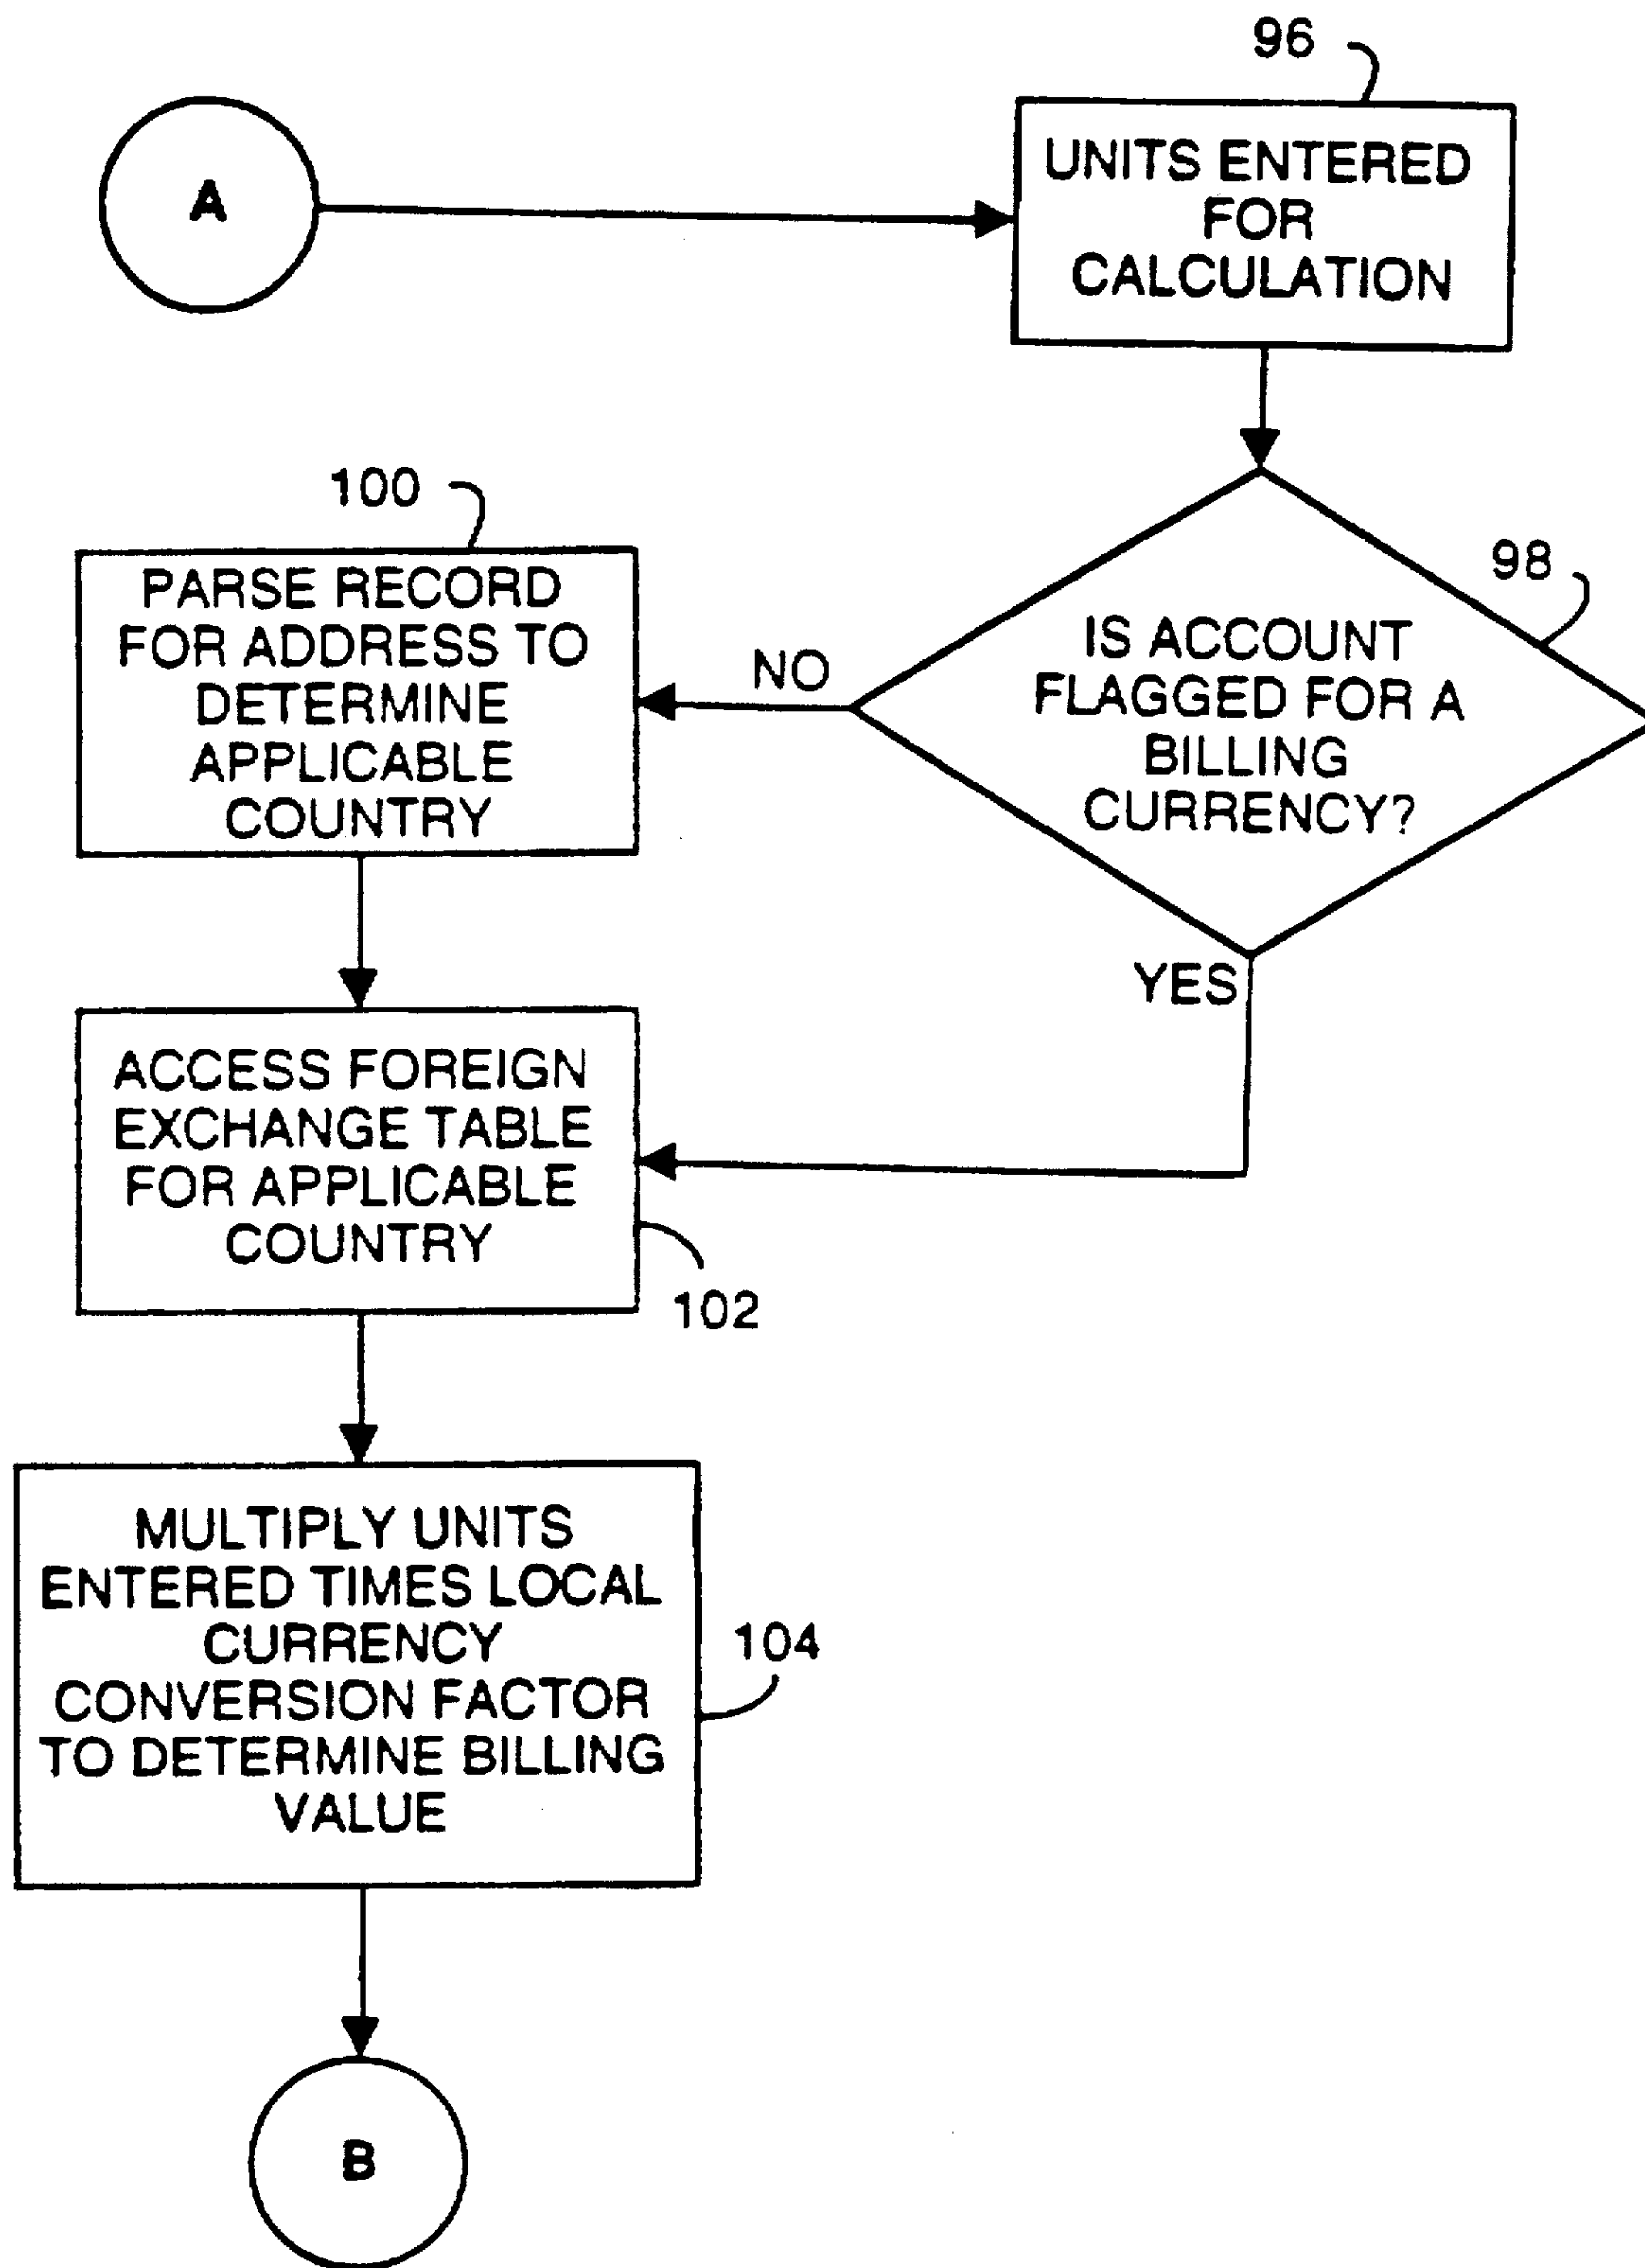 A
96
UNITS ENTERED
FOR
CALCULATION
98
IS ACCOUNT
FLAGGED FOR A
BILLING
CURRENCY?
NO
YES
100
PARSE RECORD
FOR ADDRESS TO
DETERMINE
APPLICABLE
COUNTRY
ACCESS FOREIGN
EXCHANGE TABLE
FOR APPLICABLE
COUNTRY
102
MULTIPLY UNITS
ENTERED TIMES LOCAL
CURRENCY
CONVERSION FACTOR
TO DETERMINE BILLING
VALUE
104
B